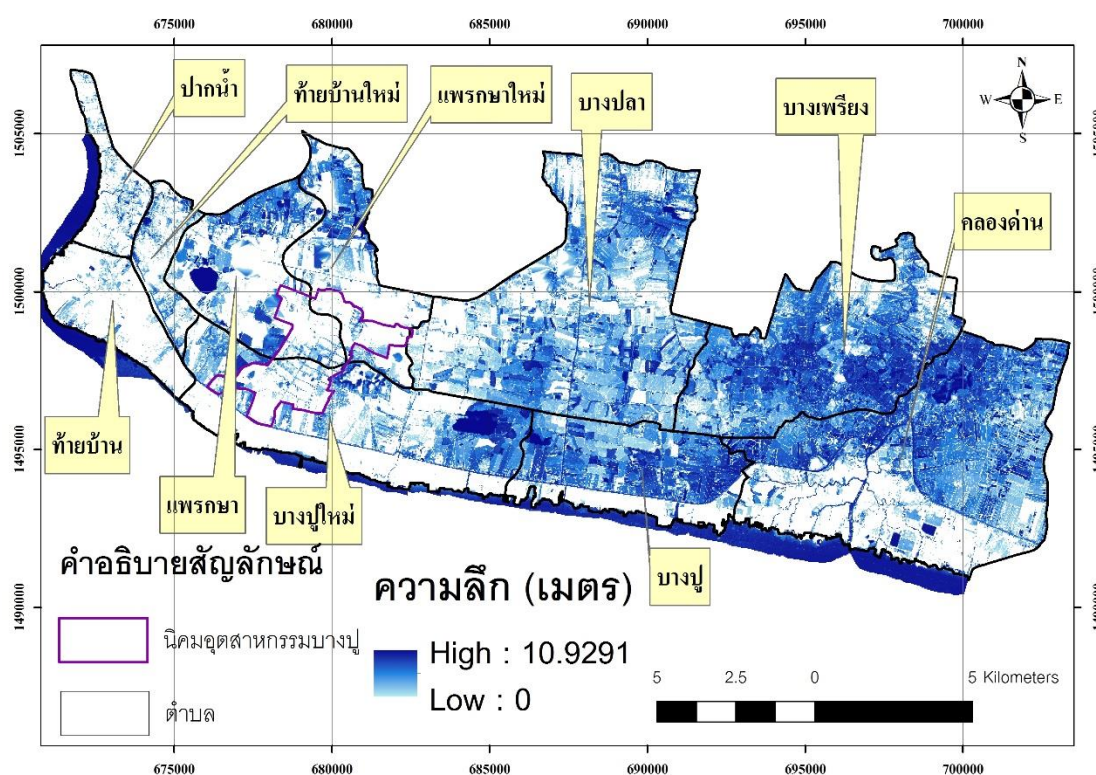 675000 680000 685000 690000 695000 700000
ปากน้ำ
ท้ายบ้านใหม่
แพรกษาใหม่
บางปลา
บางเพรียง
N
W E
S
1505000 1505000
คลองด่าน
1500000 1500000
ท้ายบ้าน
1495000 1495000
แพรกษา
บางปูใหม่
บางปู
คำอธิบายสัญลักษณ์
นิคมอุตสาหกรรมบางปู
ตำบล
ความลึก (เมตร)
High : 10.9291
Low : 0
1490000 1490000
5 2.5 0 5 Kilometers
675000 680000 685000 690000 695000 700000